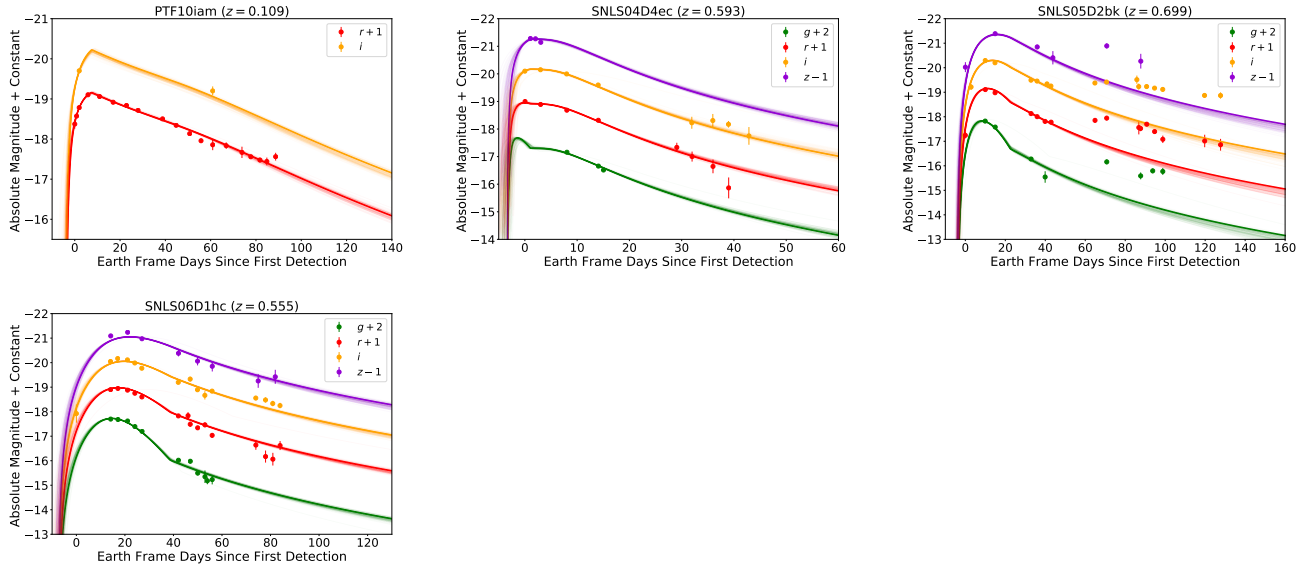 PTF10iam (z = 0.109)
−21
−20
−19
−18
−17
−16
Absolute Magnitude + Constant
r + 1
i
0 20 40 60 80 100 120 140
Earth Frame Days Since First Detection
SNLS04D4ec (z = 0.593)
−22
−21
−20
−19
−18
−17
−16
−15
−14
Absolute Magnitude + Constant
g + 2
r + 1
i
z − 1
0 10 20 30 40 50 60
Earth Frame Days Since First Detection
SNLS05D2bk (z = 0.699)
−22
−21
−20
−19
−18
−17
−16
−15
−14
−13
Absolute Magnitude + Constant
g + 2
r + 1
i
z − 1
0 20 40 60 80 100 120 140 160
Earth Frame Days Since First Detection
SNLS06D1hc (z = 0.555)
−22
−21
−20
−19
−18
−17
−16
−15
−14
−13
Absolute Magnitude + Constant
g + 2
r + 1
i
z − 1
0 20 40 60 80 100 120
Earth Frame Days Since First Detection